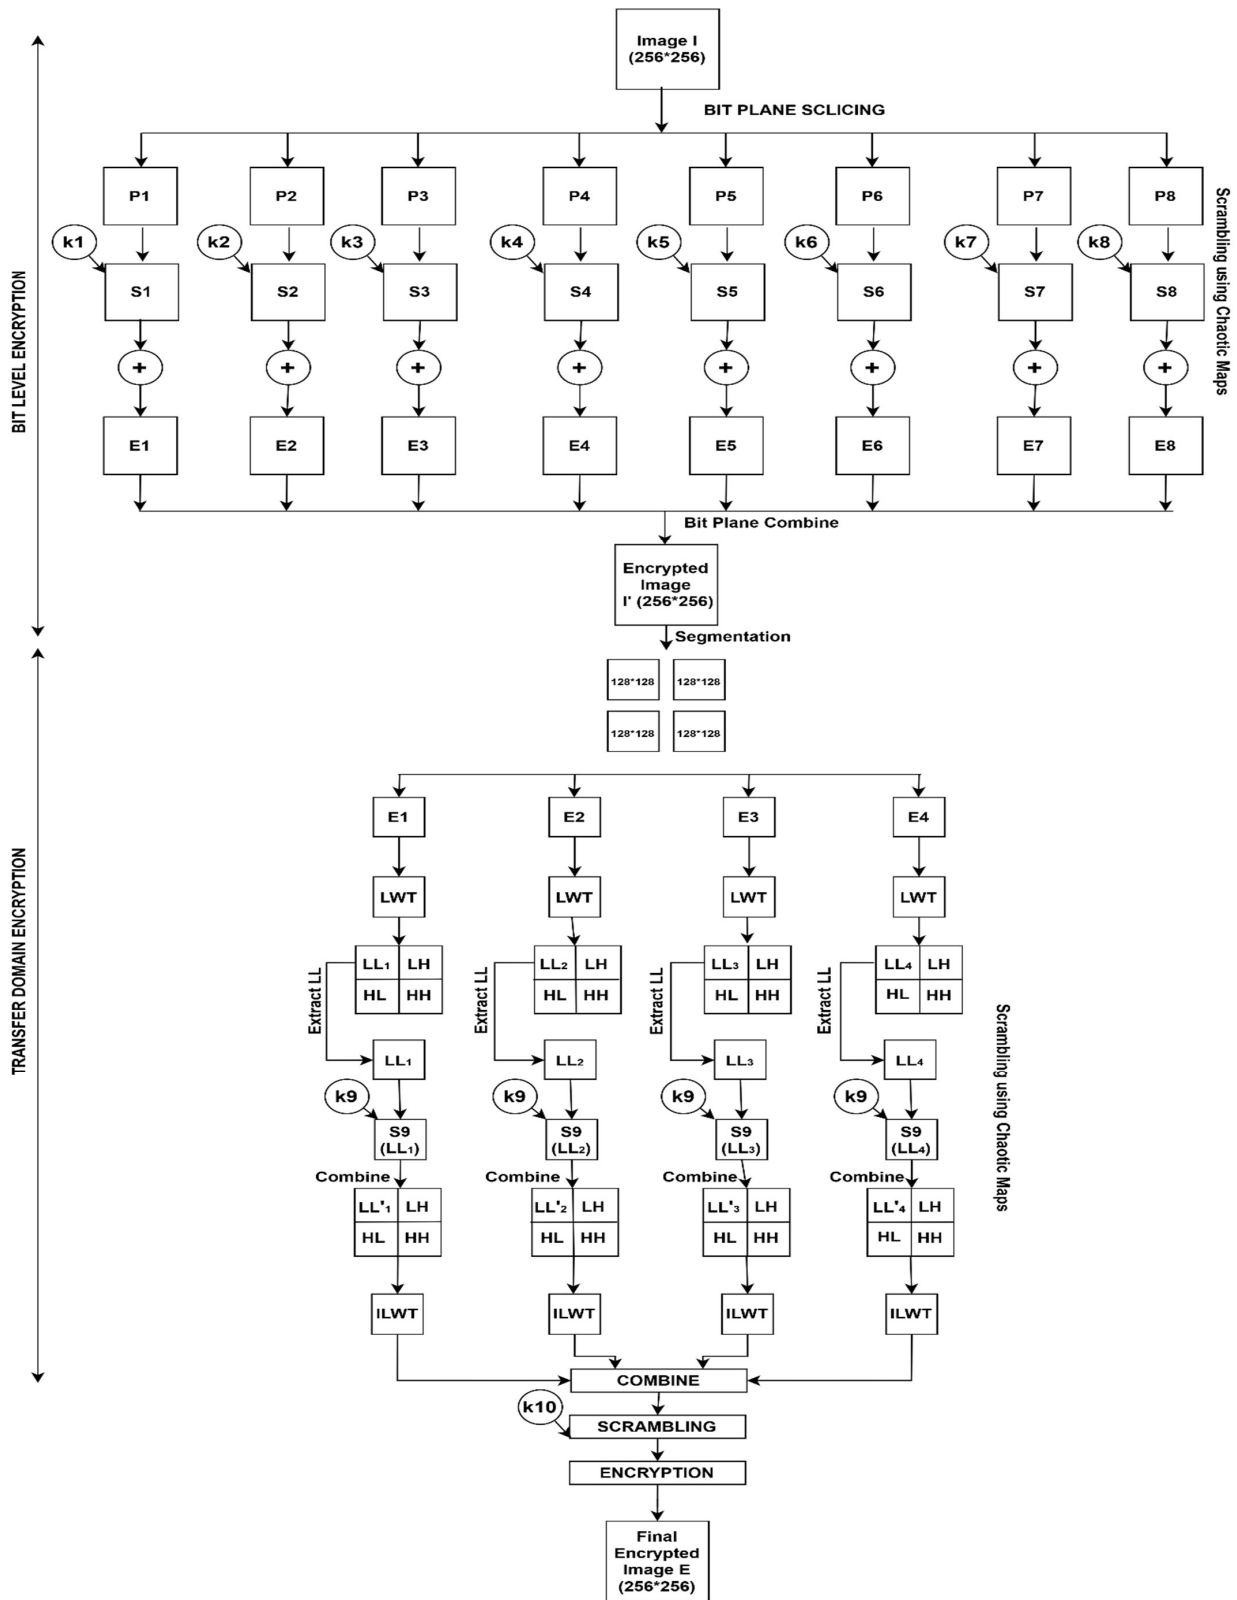 Image I
(256*256)
BIT PLANE SCLICING
P1 P2 P3 P4 P5 P6 P7 P8
k1 k2 k3 k4 k5 k6 k7 k8
S1 S2 S3 S4 S5 S6 S7 S8
+ + + + + + + +
E1 E2 E3 E4 E5 E6 E7 E8
Scrambling using Chaotic Maps
BIT LEVEL ENCRYPTION
Bit Plane Combine
Encrypted
Image
I' (256*256)
Segmentation
128*128 128*128
128*128 128*128
TRANSFER DOMAIN ENCRYPTION
E1 E2 E3 E4
LWT LWT LWT LWT
LL₁ LH LL₂ LH LL₃ LH LL₄ LH
HL HH HL HH HL HH HL HH
Extract LL Extract LL Extract LL Extract LL
LL₁ LL₂ LL₃ LL₄
k9 k9 k9 k9
S9 S9 S9 S9
(LL₁) (LL₂) (LL₃) (LL₄)
Scrambling using Chaotic Maps
Combine Combine Combine Combine
LL'₁ LH LL'₂ LH LL'₃ LH LL'₄ LH
HL HH HL HH HL HH HL HH
ILWT ILWT ILWT ILWT
COMBINE
k10
SCRAMBLING
ENCRYPTION
Final
Encrypted
Image E
(256*256)